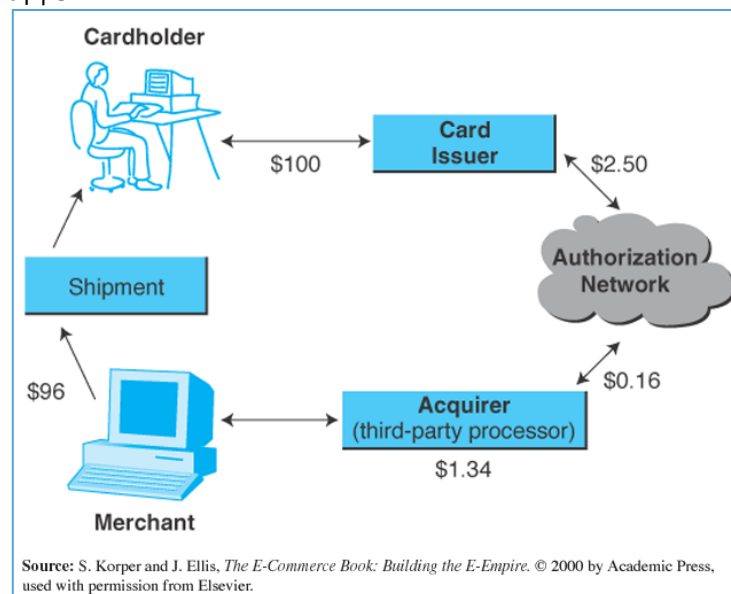 Cardholder
Card
Issuer
$100
$2.50
Authorization
Network
Shipment
$0.16
$96
Acquirer
(third-party processor)
$1.34
Merchant
Source: S. Korper and J. Ellis, The E-Commerce Book: Building the E-Empire. © 2000 by Academic Press,
used with permission from Elsevier.